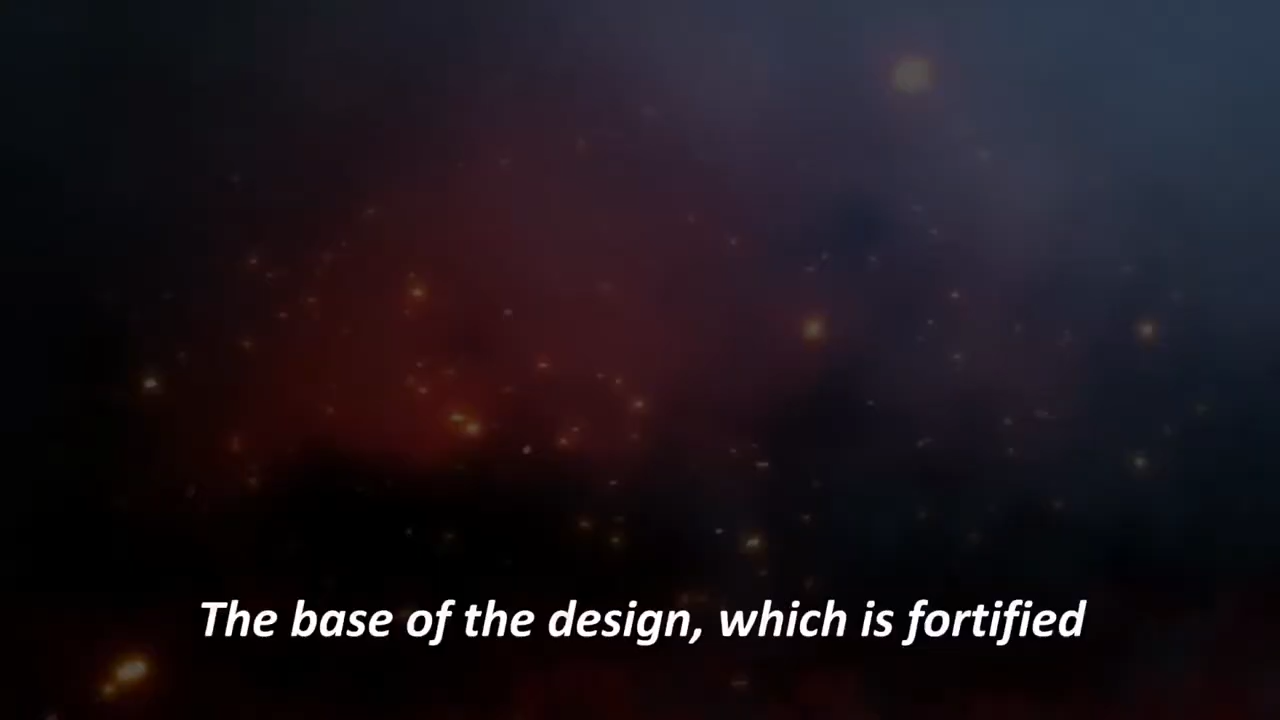 The base of the design, which is fortified